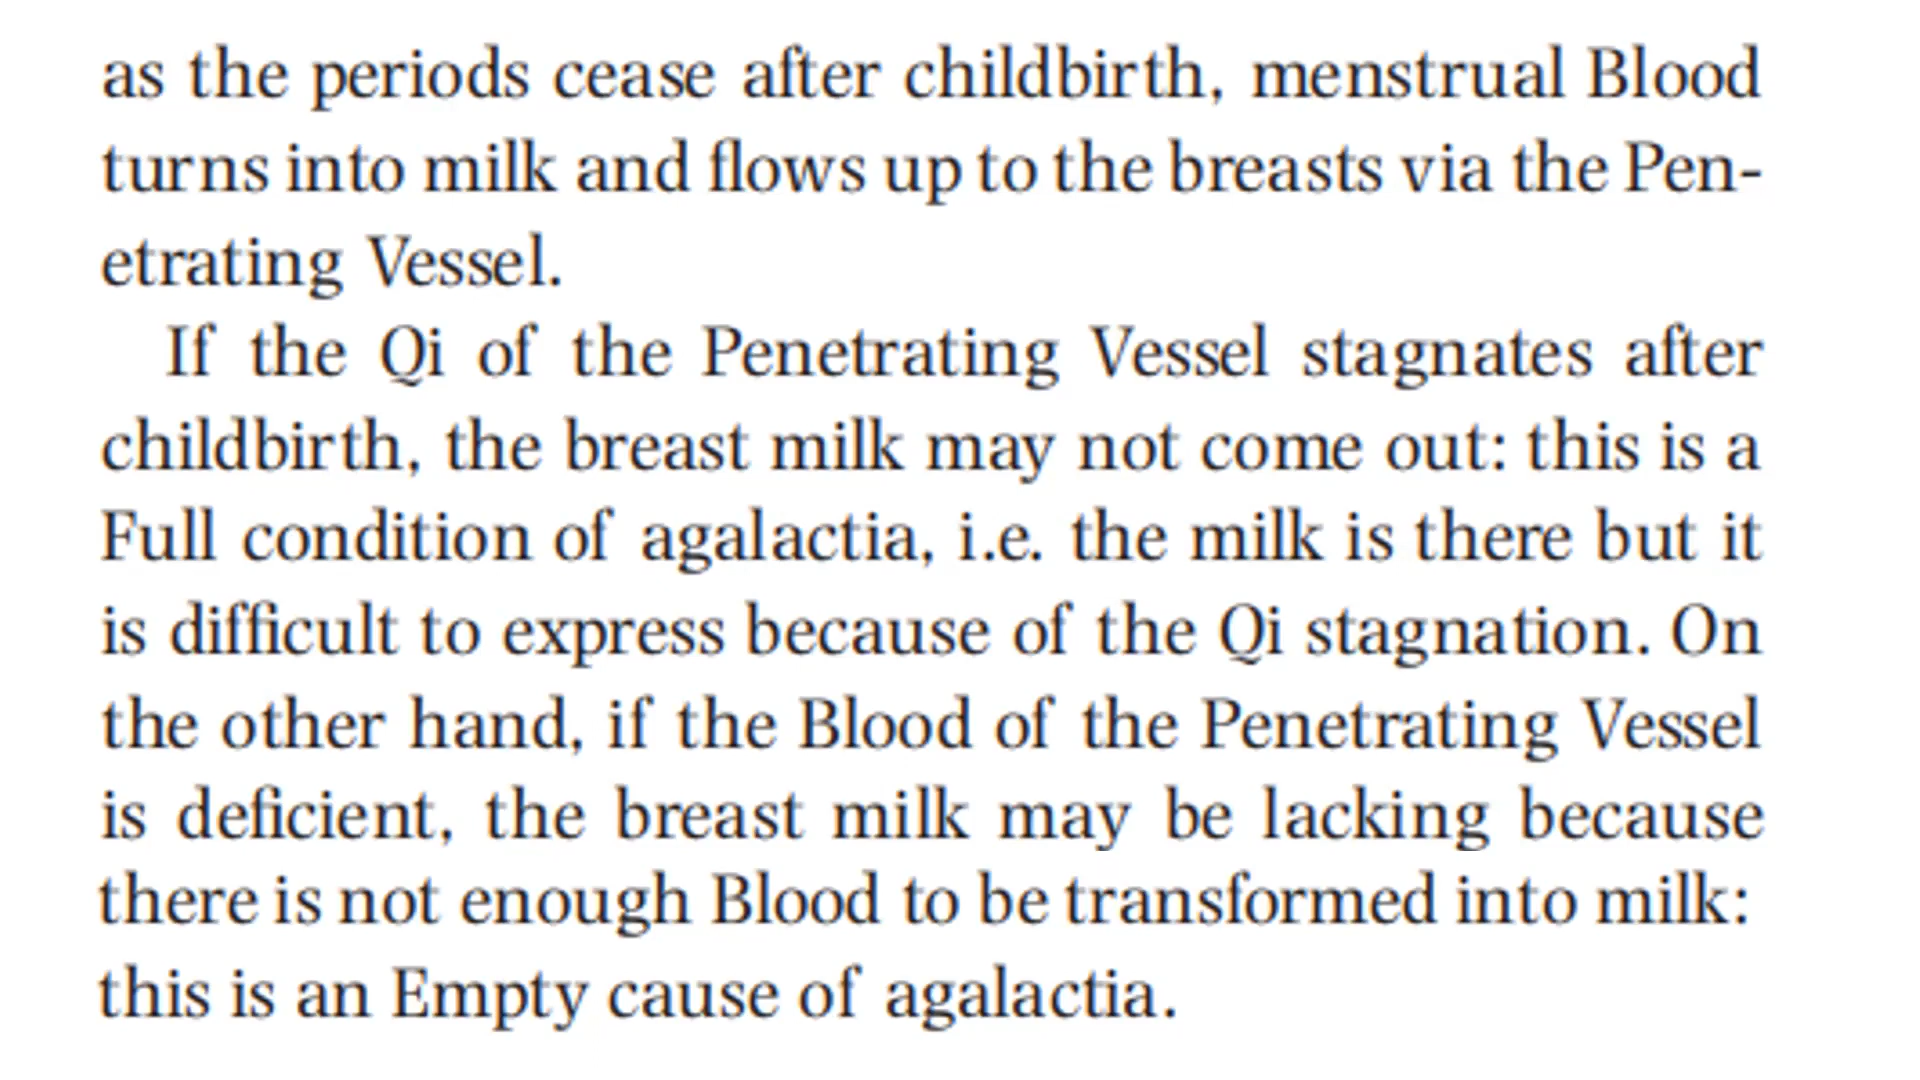 as the periods cease after childbirth, menstrual Blood
turns into milk and flows up to the breasts via the Pen-
etrating Vessel.
If the Qi of the Penetrating Vessel stagnates after
childbirth, the breast milk may not come out: this is a
Full condition of agalactia, i.e. the milk is there but it
is difficult to express because of the Qi stagnation. On
the other hand, if the Blood of the Penetrating Vessel
is deficient, the breast milk may be lacking because
there is not enough Blood to be transformed into milk:
this is an Empty cause of agalactia.